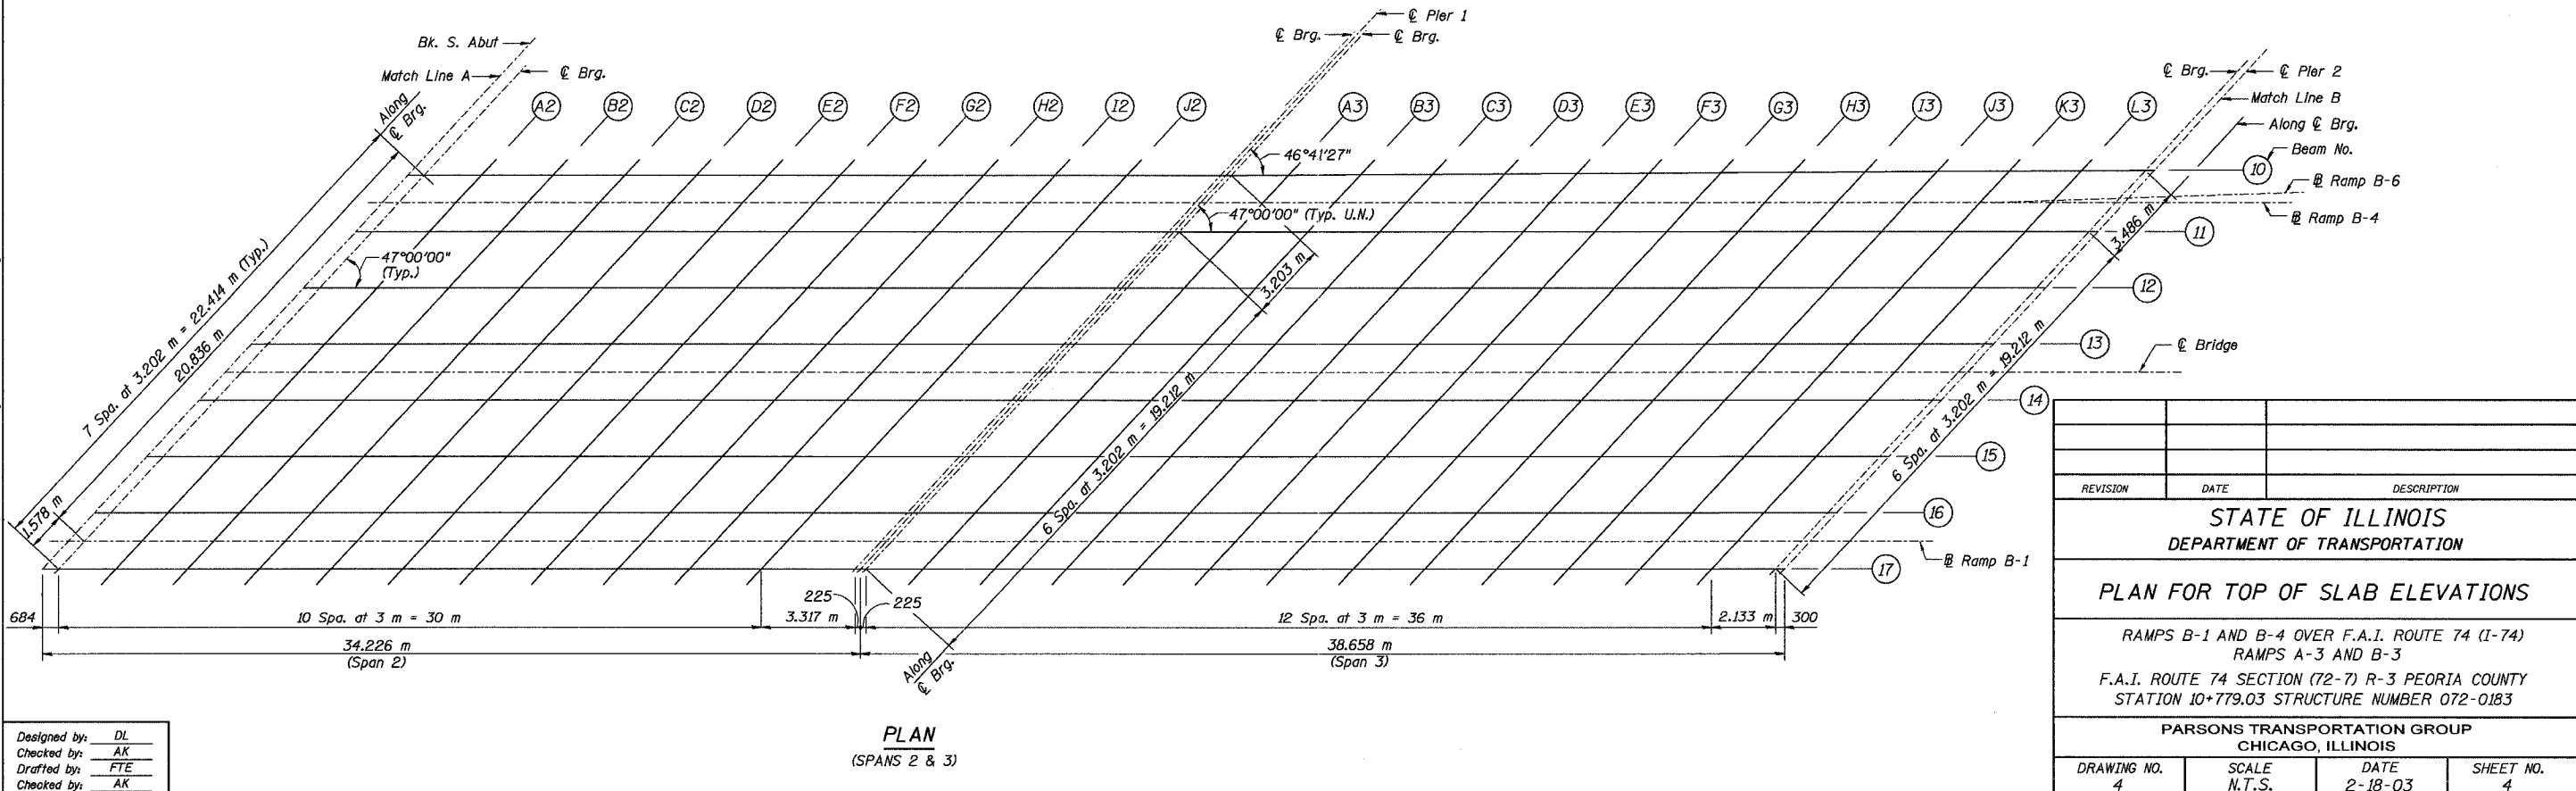 ℄ Pier 1
℄ Brg.
℄ Brg.
Bk. S. Abut
Match Line A
℄ Brg.
Along
℄ Brg.
A2
B2
C2
D2
E2
F2
G2
H2
I2
J2
A3
B3
C3
D3
E3
F3
G3
H3
I3
J3
K3
L3
℄ Brg.
℄ Pier 2
Match Line B
Along ℄ Brg.
Beam No.
10
℄ Ramp B-6
℄ Ramp B-4
46°41'27"
47°00'00" (Typ. U.N.)
47°00'00"
(Typ.)
7 Spa. at 3.202 m = 22.414 m (Typ.)
20.836 m
1.578 m
3.203 m
6 Spa. at 3.202 m = 19.212 m
3.486 m
6 Spa. at 3.202 m = 19.212 m
11
12
13
℄ Bridge
14
15
16
℄ Ramp B-1
17
684
10 Spa. at 3 m = 30 m
3.317 m
225
225
12 Spa. at 3 m = 36 m
2.133 m
300
34.226 m
(Span 2)
38.658 m
(Span 3)
Along
℄ Brg.
PLAN
(SPANS 2 & 3)
Designed by: DL
Checked by: AK
Drafted by: FTE
Checked by: AK
REVISION DATE DESCRIPTION
STATE OF ILLINOIS
DEPARTMENT OF TRANSPORTATION
PLAN FOR TOP OF SLAB ELEVATIONS
RAMPS B-1 AND B-4 OVER F.A.I. ROUTE 74 (I-74)
RAMPS A-3 AND B-3
F.A.I. ROUTE 74 SECTION (72-7) R-3 PEORIA COUNTY
STATION 10+779.03 STRUCTURE NUMBER 072-0183
PARSONS TRANSPORTATION GROUP
CHICAGO, ILLINOIS
DRAWING NO. SCALE DATE SHEET NO.
4 N.T.S. 2-18-03 4